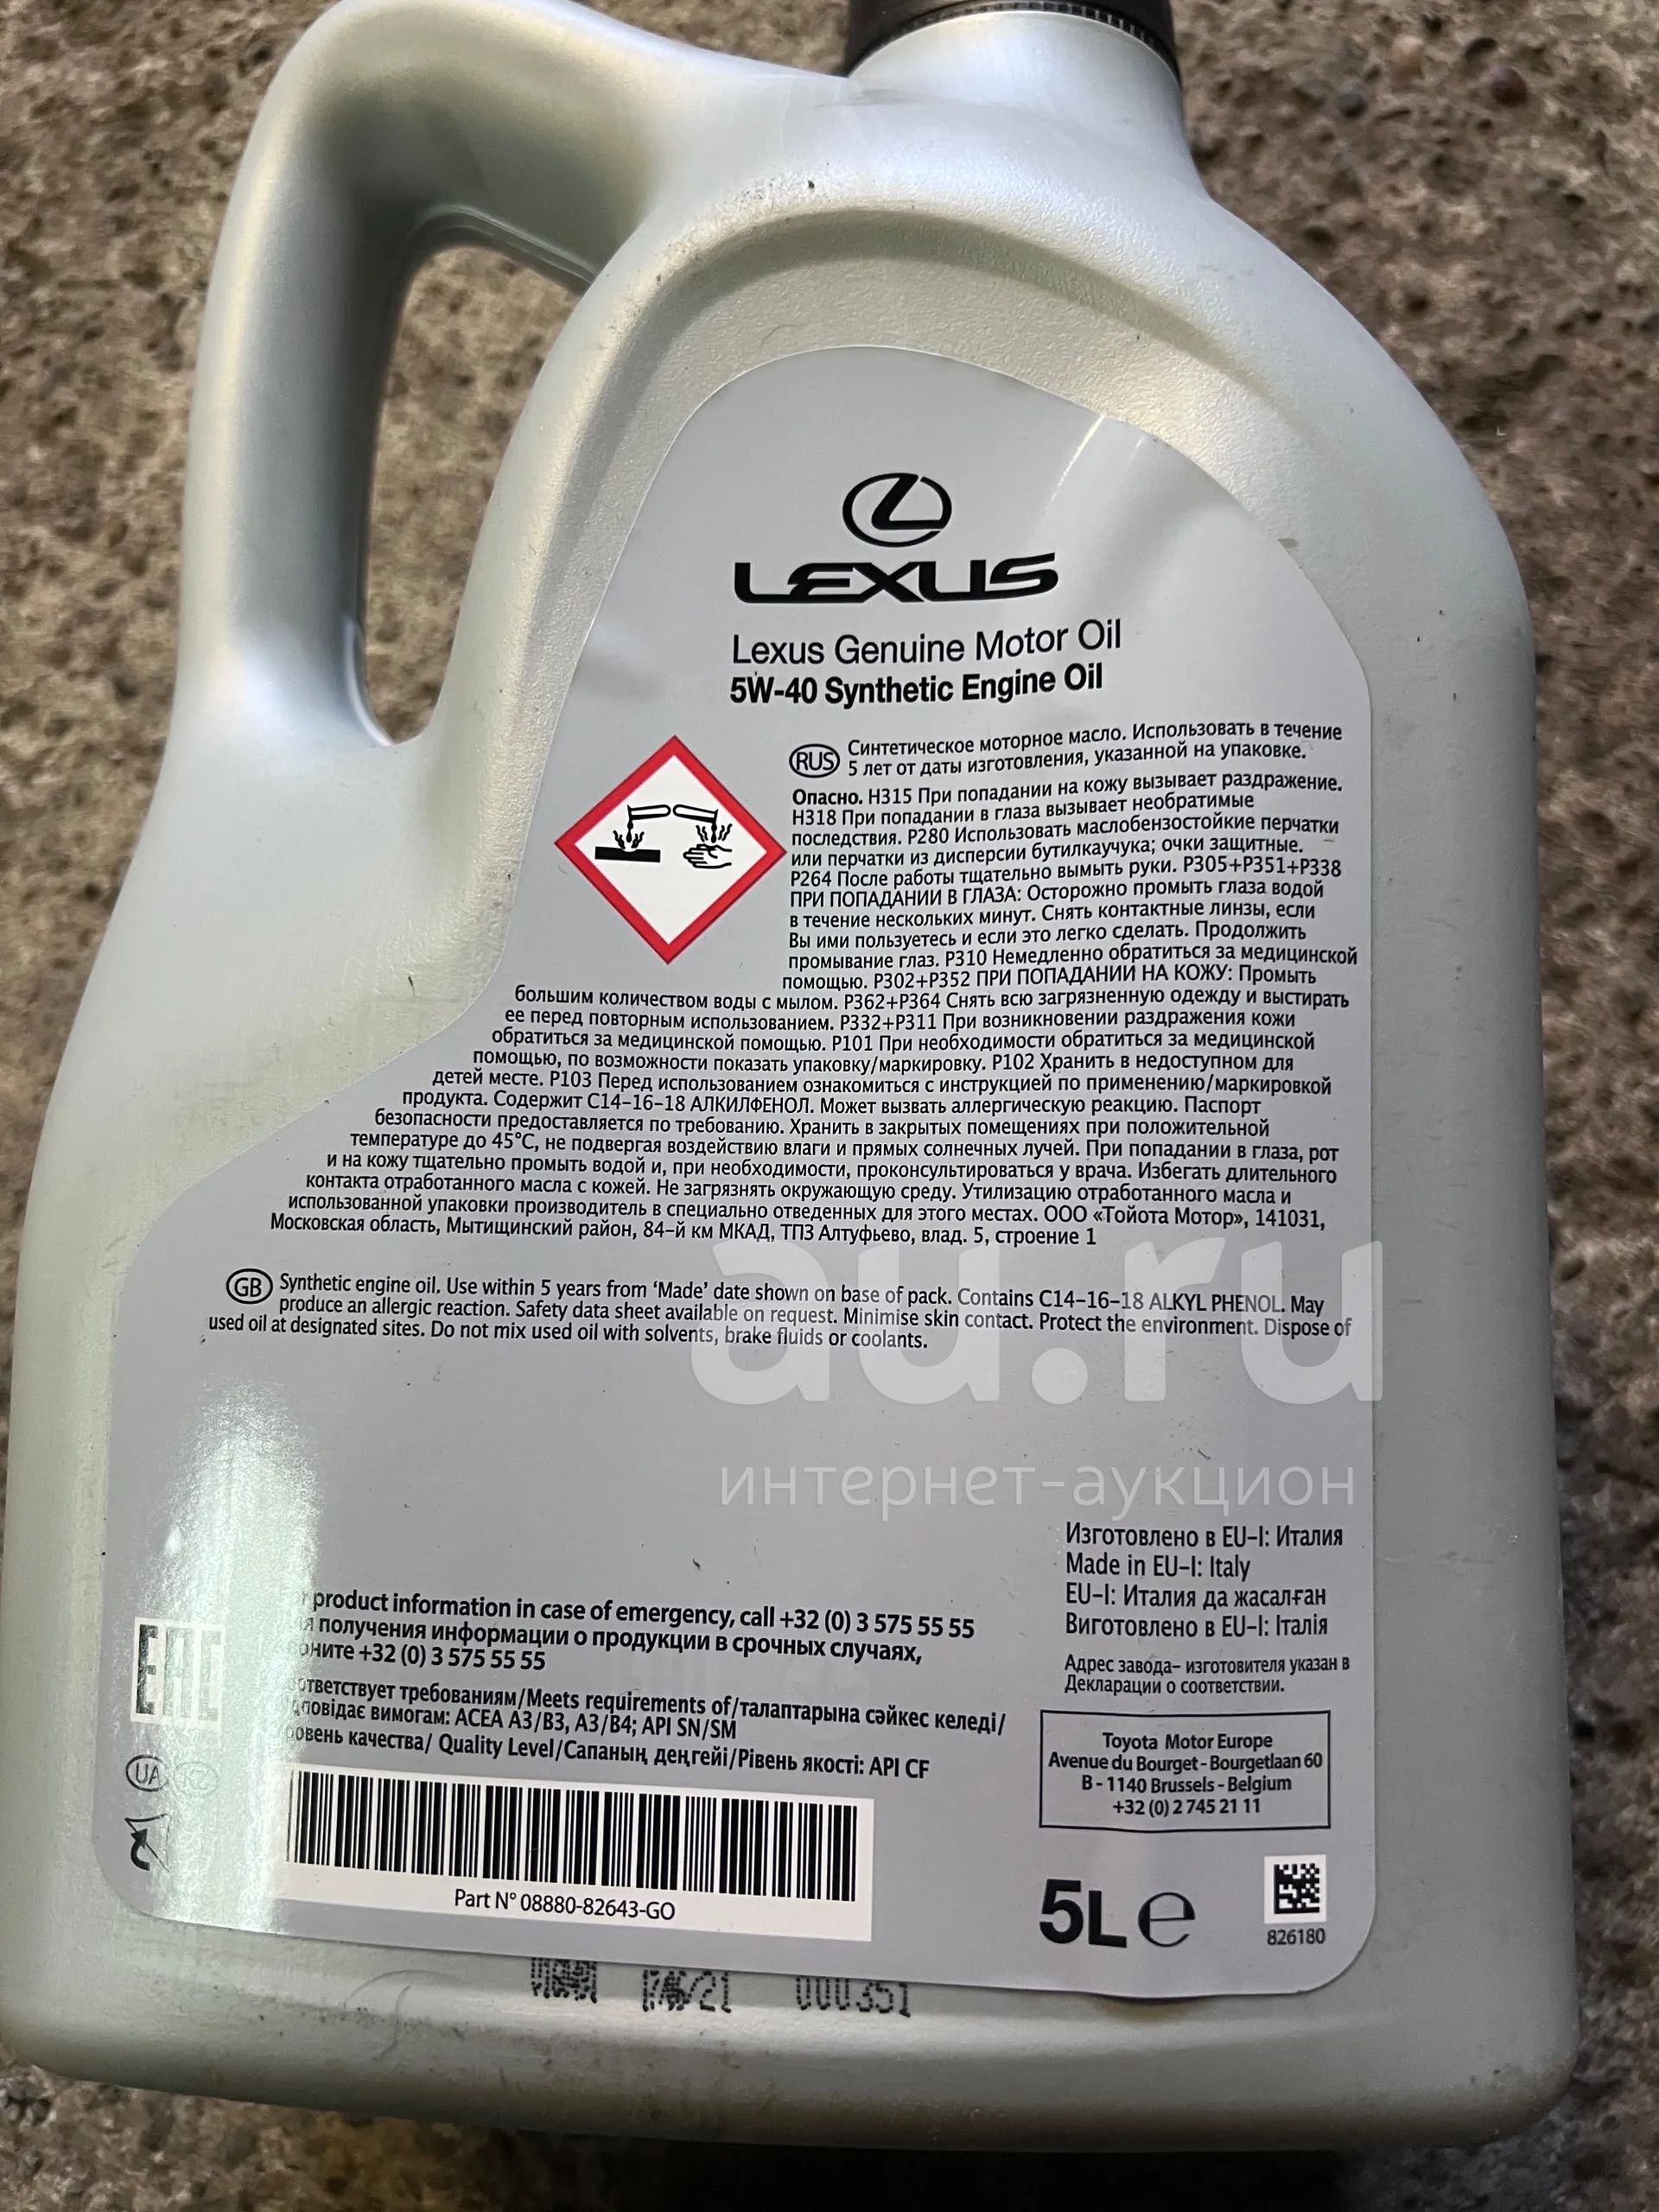 LEXUS
Lexus Genuine Motor Oil
5W-40 Synthetic Engine Oil
RUS Синтетическое моторное масло. Использовать в течение
5 лет от даты изготовления, указанной на упаковке.
Опасно. H315 При попадании на кожу вызывает раздражение.
H318 При попадании в глаза вызывает необратимые
последствия. P280 Использовать маслобензостойкие перчатки
или перчатки из дисперсии бутилкаучука; очки защитные.
P264 После работы тщательно вымыть руки. P305+P351+P338
ПРИ ПОПАДАНИИ В ГЛАЗА: Осторожно промыть глаза водой
в течение нескольких минут. Снять контактные линзы, если
Вы ими пользуетесь и если это легко сделать. Продолжить
промывание глаз. P310 Немедленно обратиться за медицинской
помощью. P302+P352 ПРИ ПОПАДАНИИ НА КОЖУ: Промыть
большим количеством воды с мылом. P362+P364 Снять всю загрязненную одежду и выстирать
ее перед повторным использованием. P332+P311 При возникновении раздражения кожи
обратиться за медицинской помощью. P101 При необходимости обратиться за медицинской
помощью, по возможности показать упаковку/маркировку. P102 Хранить в недоступном для
детей месте. P103 Перед использованием ознакомиться с инструкцией по применению/маркировкой
продукта. Содержит C14-16-18 АЛКИЛФЕНОЛ. Может вызвать аллергическую реакцию. Паспорт
безопасности предоставляется по требованию. Хранить в закрытых помещениях при положительной
температуре до 45°C, не подвергая воздействию влаги и прямых солнечных лучей. При попадании в глаза, рот
и на кожу тщательно промыть водой и, при необходимости, проконсультироваться у врача. Избегать длительного
контакта отработанного масла с кожей. Не загрязнять окружающую среду. Утилизацию отработанного масла и
использованной упаковки производитель в специально отведенных для этого местах. ООО «Тойота Мотор», 141031,
Московская область, Мытищинский район, 84-й км МКАД, ТПЗ Алтуфьево, влад. 5, строение 1
GB Synthetic engine oil. Use within 5 years from 'Made' date shown on base of pack. Contains C14-16-18 ALKYL PHENOL. May
produce an allergic reaction. Safety data sheet available on request. Minimise skin contact. Protect the environment. Dispose of
used oil at designated sites. Do not mix used oil with solvents, brake fluids or coolants.
au.ru
интернет-аукцион
Изготовлено в EU-I: Италия
Made in EU-I: Italy
EU-I: Италия да жасалған
Виготовлено в EU-I: Італія
Адрес завода- изготовителя указан в
Декларации о соответствии.
product information in case of emergency, call +32 (0) 3 575 55 55
получения информации о продукции в срочных случаях,
+32 (0) 3 575 55 55
требованиям/Meets requirements of/талаптарына сәйкес келеді/
вимогам: ACEA A3/B3, A3/B4; API SN/SM
качества/ Quality Level/Сапаның деңгейі/Рівень якості: API CF
EAC
UA KZ
Part N° 08880-82643-GO
Toyota Motor Europe
Avenue du Bourget - Bourgetlaan 60
B - 1140 Brussels - Belgium
+32 (0) 2 745 21 11
5L e
826180
000351